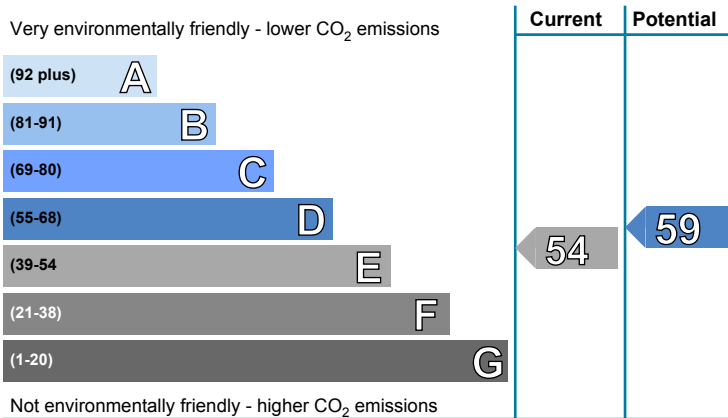 Very environmentally friendly - lower CO2 emissions
Current
Potential
(92 plus) A
(81-91) B
(69-80) C
(55-68) D
(39-54 E
(21-38) F
(1-20) G
54
59
Not environmentally friendly - higher CO2 emissions